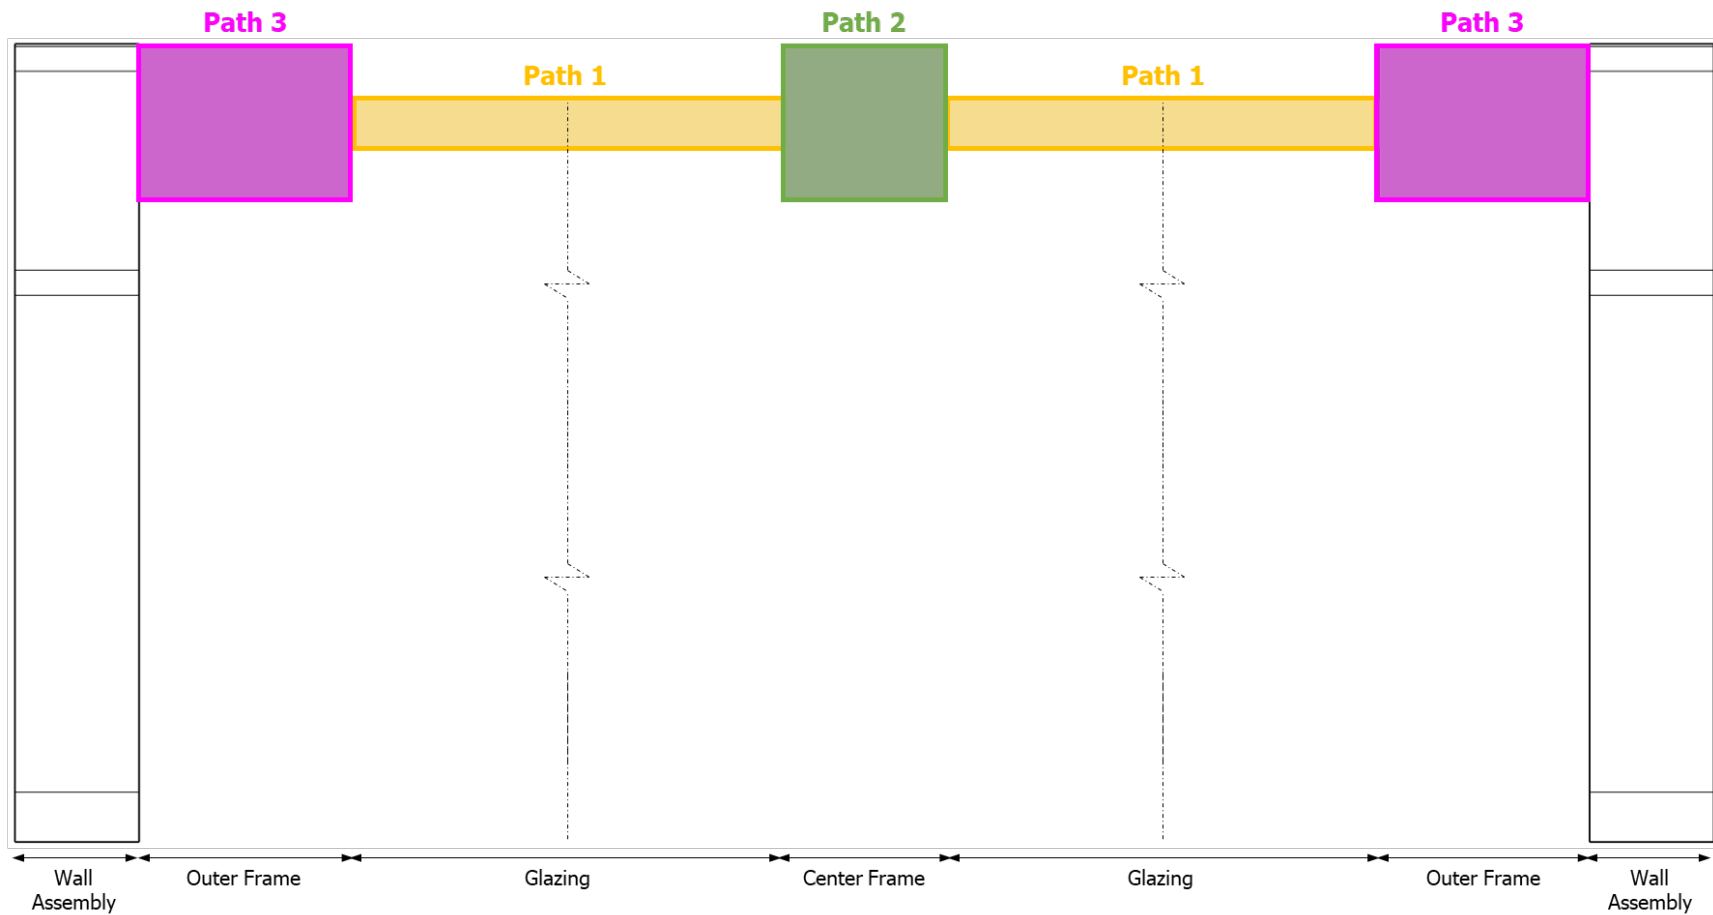 Path 3
Path 2
Path 3
Path 1
Path 1
Wall
Assembly
Outer Frame
Glazing
Center Frame
Glazing
Outer Frame
Wall
Assembly